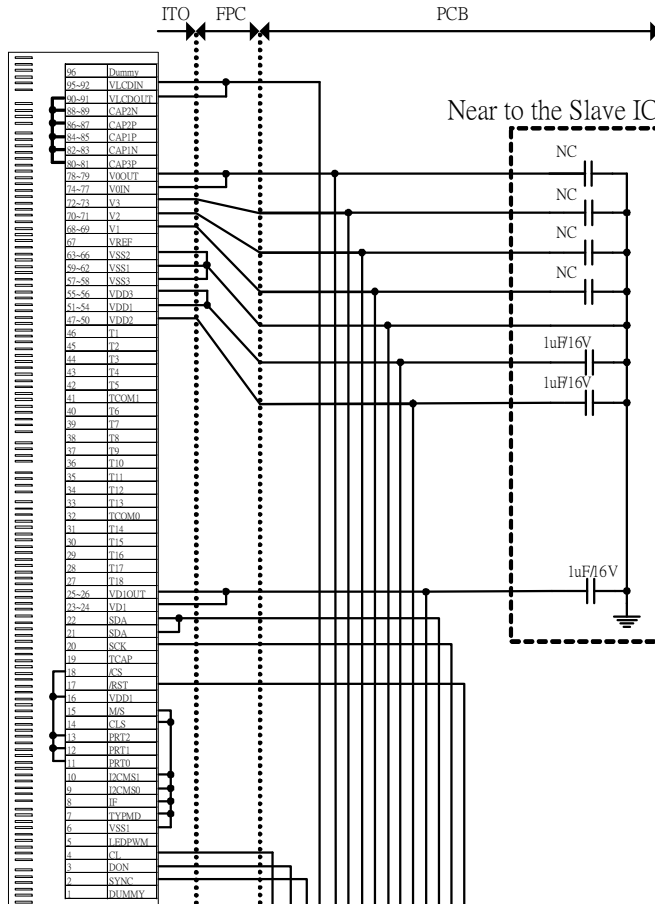 ITO FPC PCB
Near to the Slave IC
96 Dummy
95~92 VLCDIN
90~91 VLCDOUT
88~89 CAP2N
86~87 CAP2P
84~85 CAP1P
82~83 CAP1N
80~81 CAP3P
78~79 V0OUT
74~77 V0IN
72~73 V3
70~71 V2
68~69 V1
67 VREF
63~66 VSS2
59~62 VSS1
57~58 VSS3
55~56 VDD3
51~54 VDD1
47~50 VDD2
46 T1
45 T2
44 T3
43 T4
42 T5
41 TCOM1
40 T6
39 T7
38 T8
37 T9
36 T10
35 T11
34 T12
33 T13
32 TCOM0
31 T14
30 T15
29 T16
28 T17
27 T18
25~26 VD1OUT
23~24 VD1
22 SDA
21 SDA
20 SCK
19 TCAP
18 /CS
17 /RST
16 VDD1
15 M/S
14 CLS
13 PRT2
12 PRT1
11 PRT0
10 I2CMS1
9 I2CMS0
8 IF
7 TYPMD
6 VSS1
5 LEDPWM
4 CL
3 DON
2 SYNC
1 DUMMY
NC
NC
NC
NC
1uF/16V
1uF/16V
1uF/16V